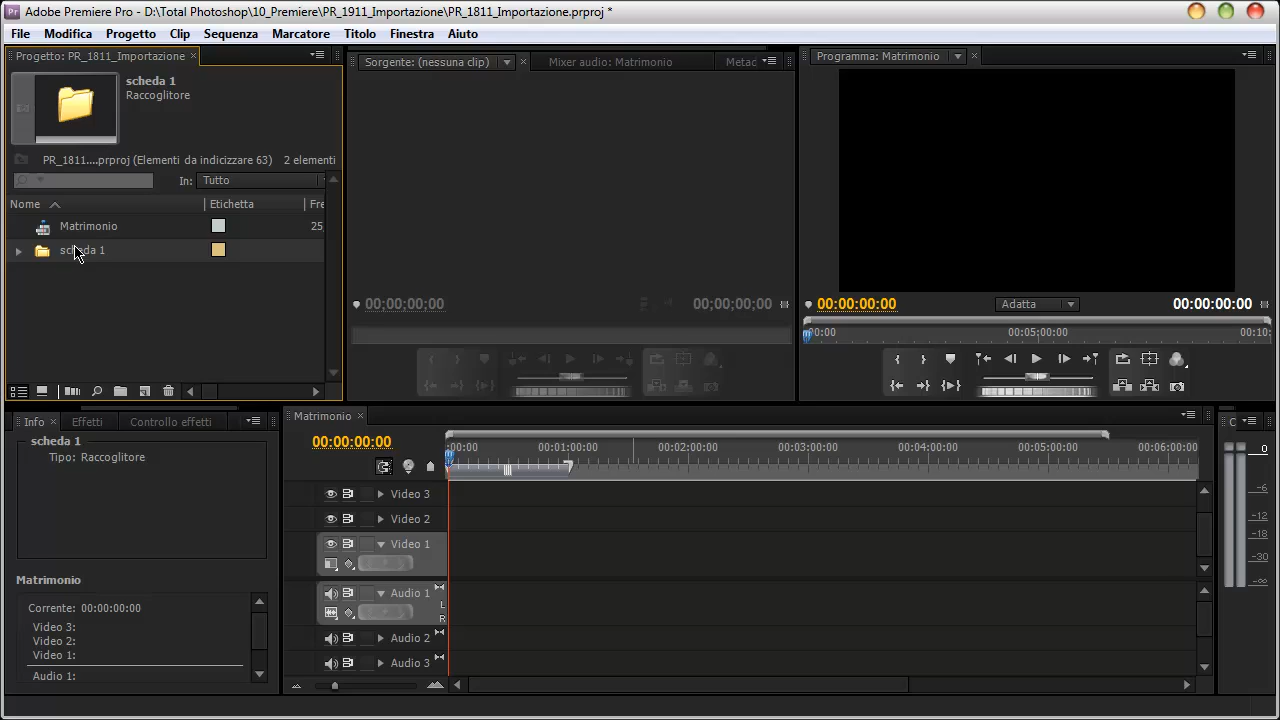 Adobe Premiere Pro - D:\Total Photoshop\10_Premiere\PR_1911_Importazione\PR_1811_Importazione.prproj *
File Modifica Progetto Clip Sequenza Marcatore Titolo Finestra Aiuto
Progetto: PR_1811_Importazione
scheda 1
Raccoglitore
PR_1811....prproj (Elementi da indicizzare 63) 2 elementi
In: Tutto
Nome Etichetta Fre
Matrimonio 25,
scheda 1
Sorgente: (nessuna clip) Mixer audio: Matrimonio Metac
00;00;00;00 00;00;00;00
Programma: Matrimonio
00:00:00:00 Adatta 00:00:00:00
00:00 00:05:00:00 00:10:
Info Effetti Controllo effetti
scheda 1
Tipo: Raccoglitore
Matrimonio
Corrente: 00:00:00:00
Video 3:
Video 2:
Video 1:
Audio 1:
Matrimonio
00:00:00:00
:00:00 00:01:00:00 00:02:00:00 00:03:00:00 00:04:00:00 00:05:00:00 00:06:00:00
Video 3
Video 2
Video 1
Audio 1
L
R
Audio 2
Audio 3
C
0
-6
-12
-18
-30
-∞